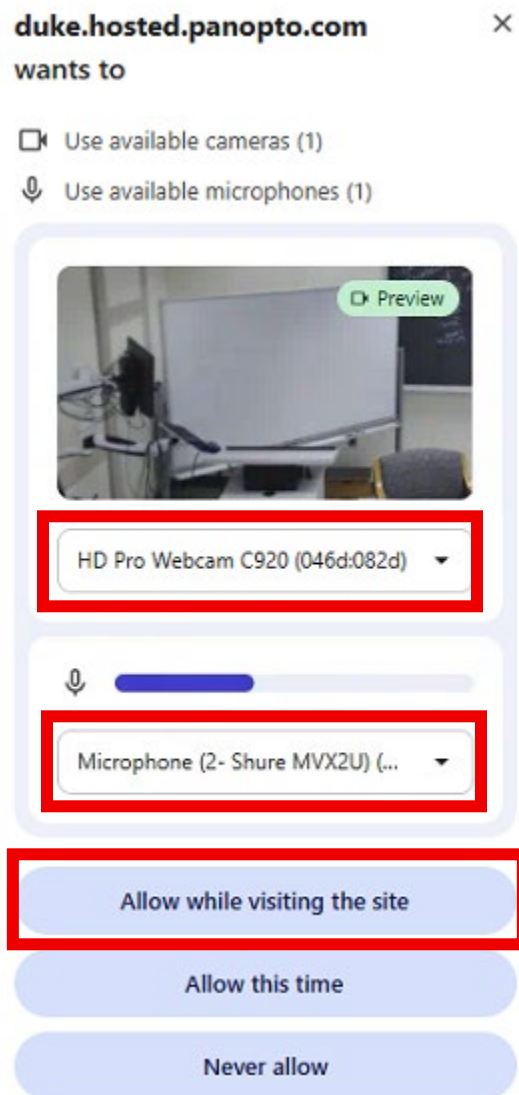 duke.hosted.panopto.com
wants to
Use available cameras (1)
Use available microphones (1)
Preview
HD Pro Webcam C920 (046d:082d)
Microphone (2- Shure MVX2U) (...
Allow while visiting the site
Allow this time
Never allow